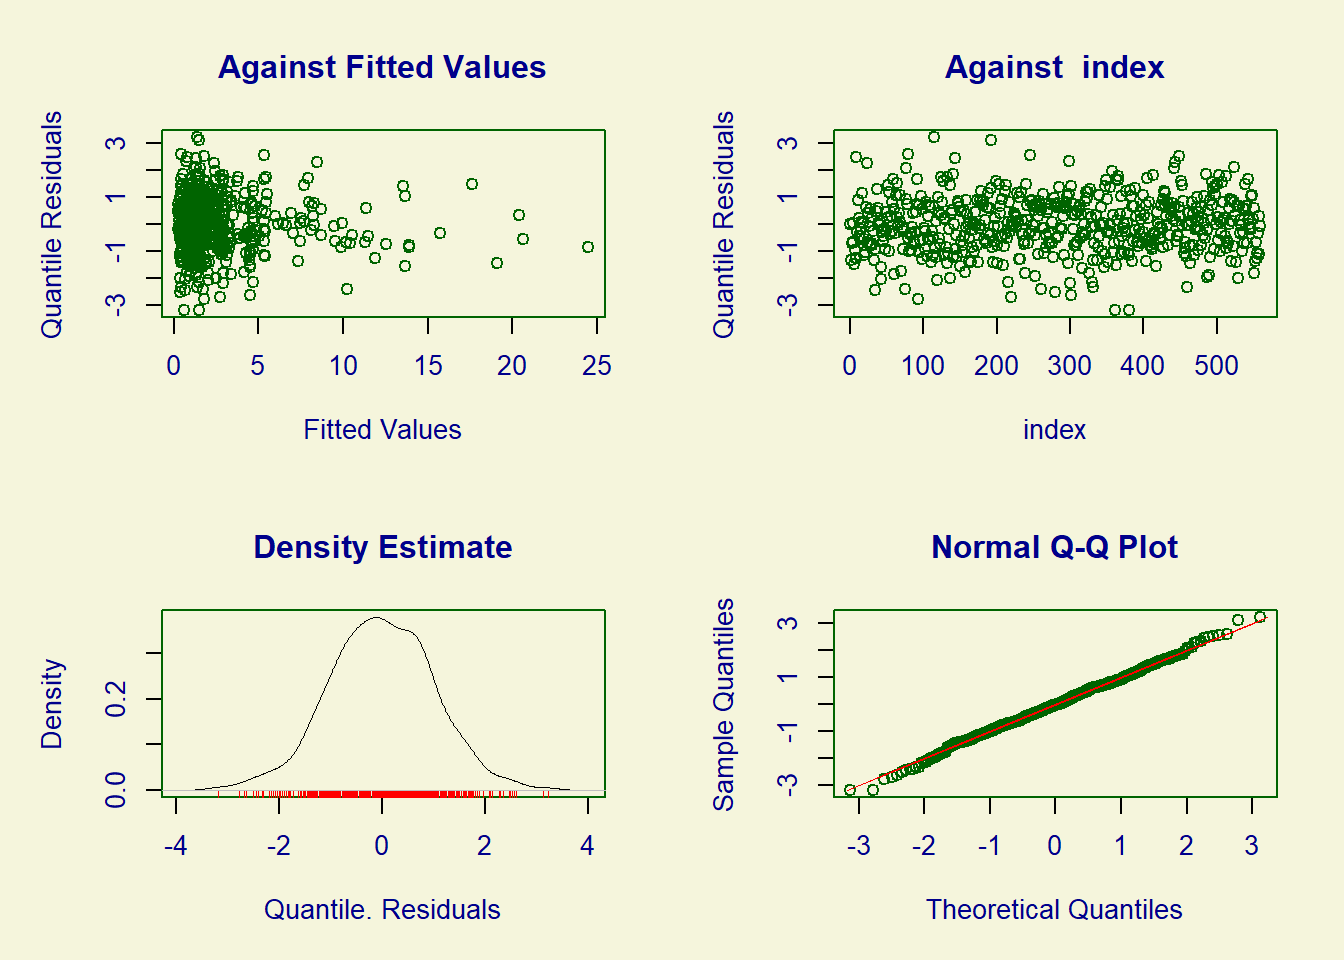 Against Fitted Values
Quantile Residuals
3
1
-1
-3
0 5 10 15 20 25
Fitted Values
Against  index
Quantile Residuals
3
1
-1
-3
0 100 200 300 400 500
index
Density Estimate
Density
0.2
0.0
-4 -2 0 2 4
Quantile. Residuals
Normal Q-Q Plot
Sample Quantiles
3
1
-1
-3
-3 -2 -1 0 1 2 3
Theoretical Quantiles